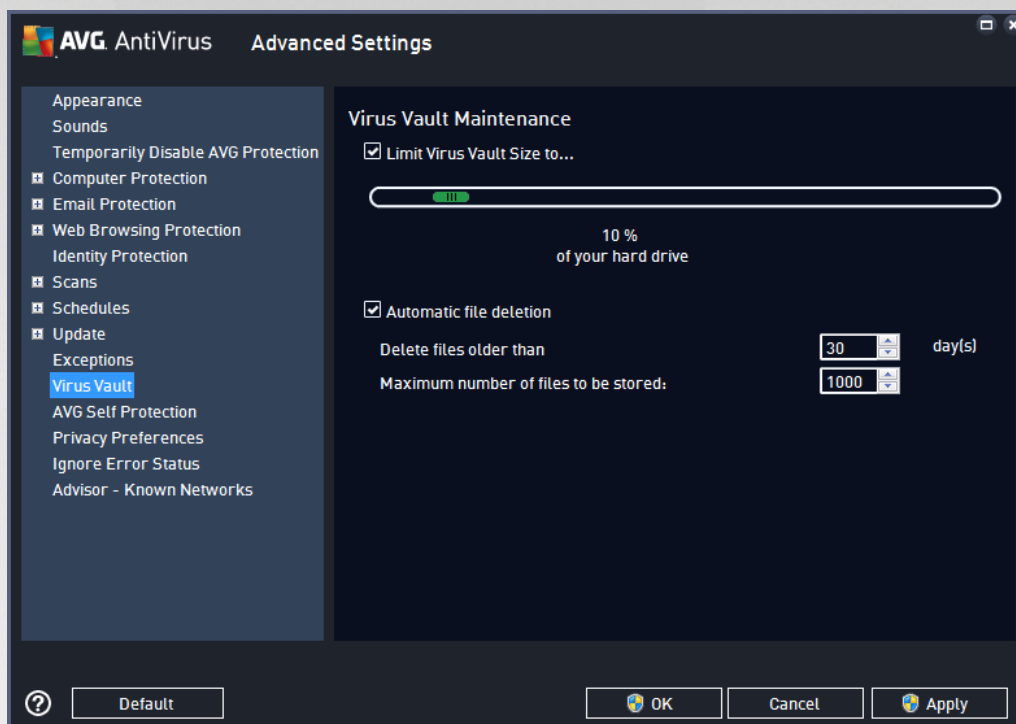 AVG. AntiVirus Advanced Settings
Appearance
Sounds
Temporarily Disable AVG Protection
Computer Protection
Email Protection
Web Browsing Protection
Identity Protection
Scans
Schedules
Update
Exceptions
Virus Vault
AVG Self Protection
Privacy Preferences
Ignore Error Status
Advisor - Known Networks
Virus Vault Maintenance
Limit Virus Vault Size to...
10 %
of your hard drive
Automatic file deletion
Delete files older than 30 day(s)
Maximum number of files to be stored: 1000
? Default OK Cancel Apply